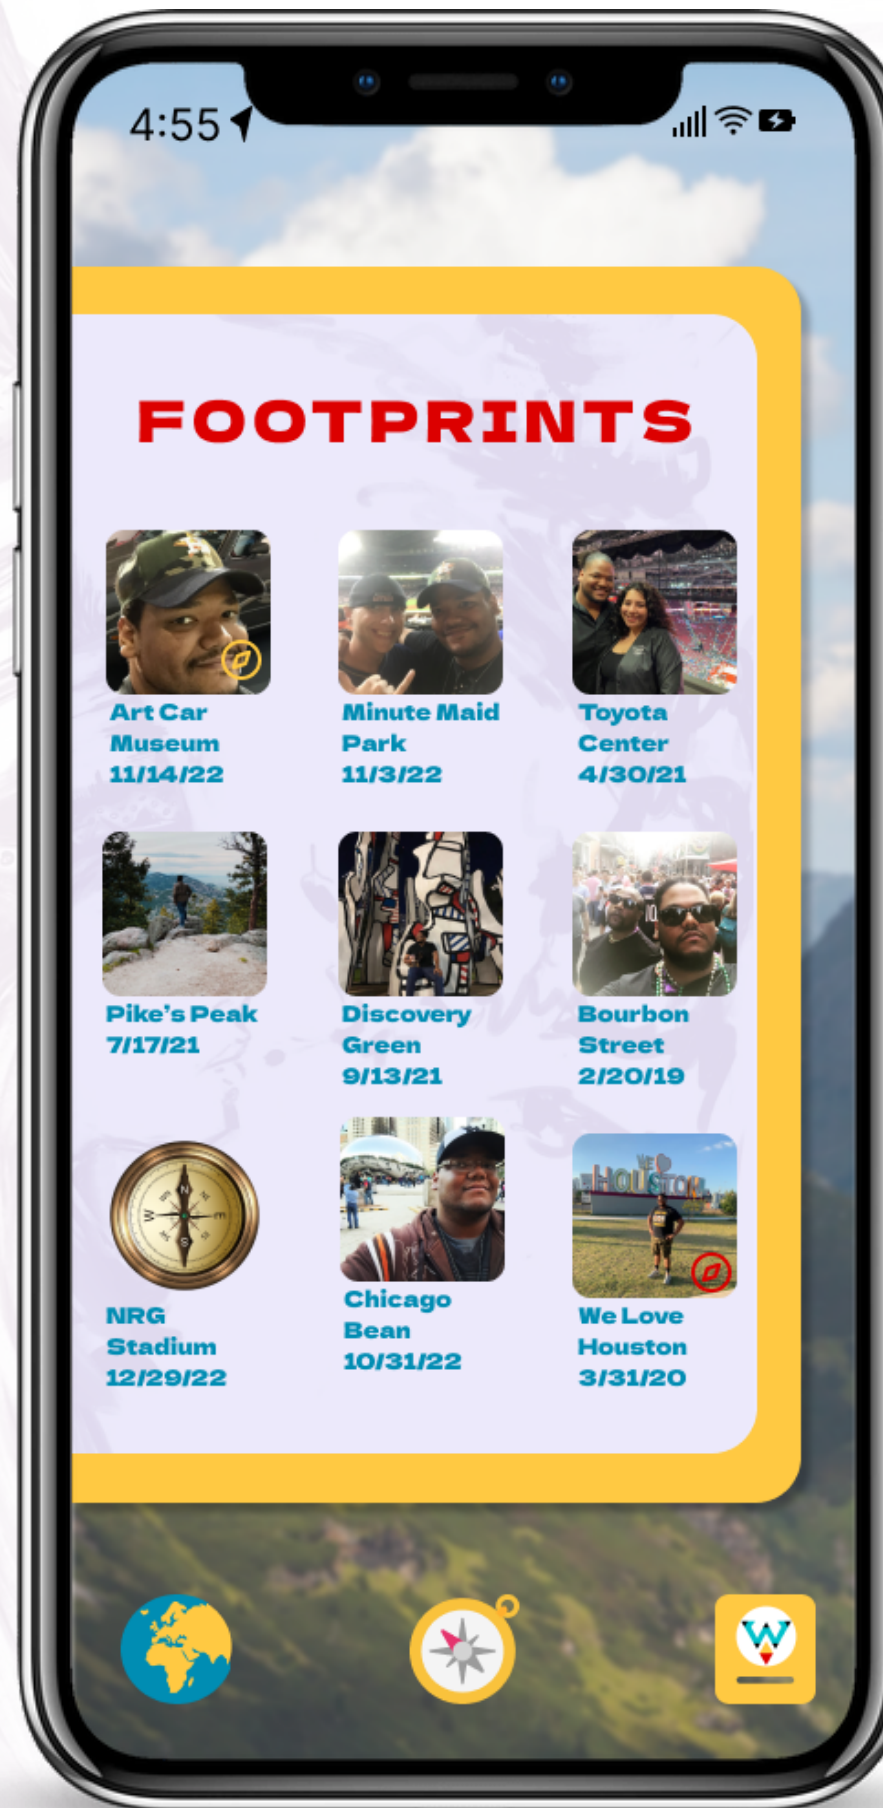 4:55
FOOTPRINTS
Art Car
Museum
11/14/22
Minute Maid
Park
11/3/22
Toyota
Center
4/30/21
Pike's Peak
7/17/21
Discovery
Green
9/13/21
Bourbon
Street
2/20/19
NRG
Stadium
12/29/22
Chicago
Bean
10/31/22
WE
HOUSTON
We Love
Houston
3/31/20
W